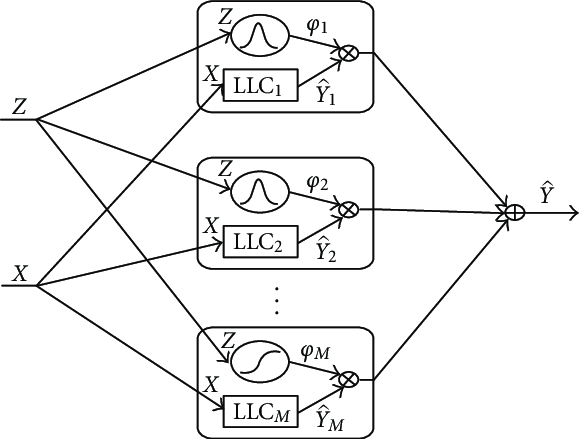 Z
φ1
X
LLC1
Ŷ1
Z
Z
φ2
X
LLC2
Ŷ2
Ŷ
X
⋮
Z
φM
X
LLCM
ŶM